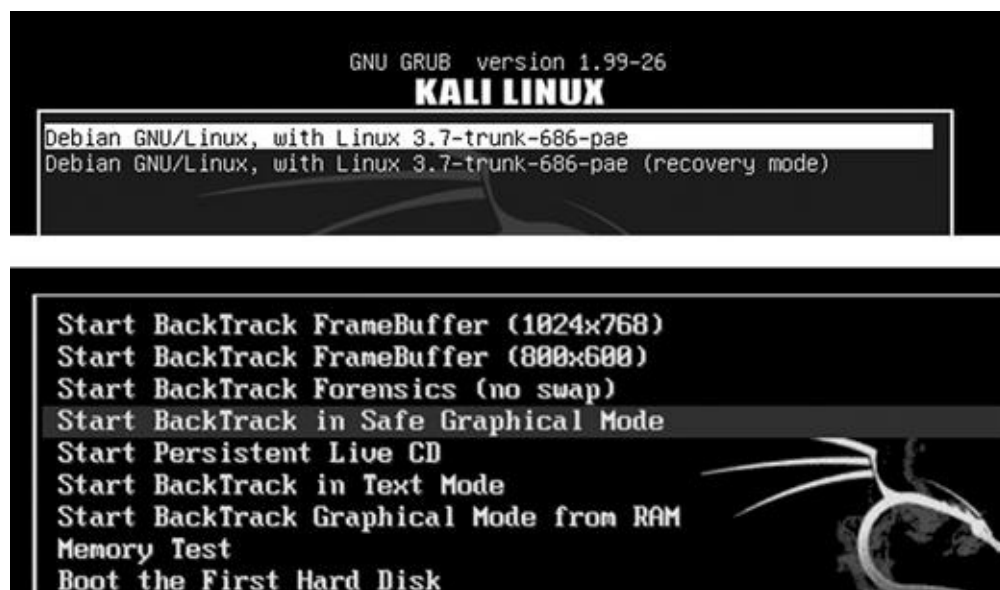 GNU GRUB version 1.99-26
KALI LINUX
Debian GNU/Linux, with Linux 3.7-trunk-686-pae
Debian GNU/Linux, with Linux 3.7-trunk-686-pae (recovery mode)
Start BackTrack FrameBuffer (1024x768)
Start BackTrack FrameBuffer (800x600)
Start BackTrack Forensics (no swap)
Start BackTrack in Safe Graphical Mode
Start Persistent Live CD
Start BackTrack in Text Mode
Start BackTrack Graphical Mode from RAM
Memory Test
Boot the First Hard Disk